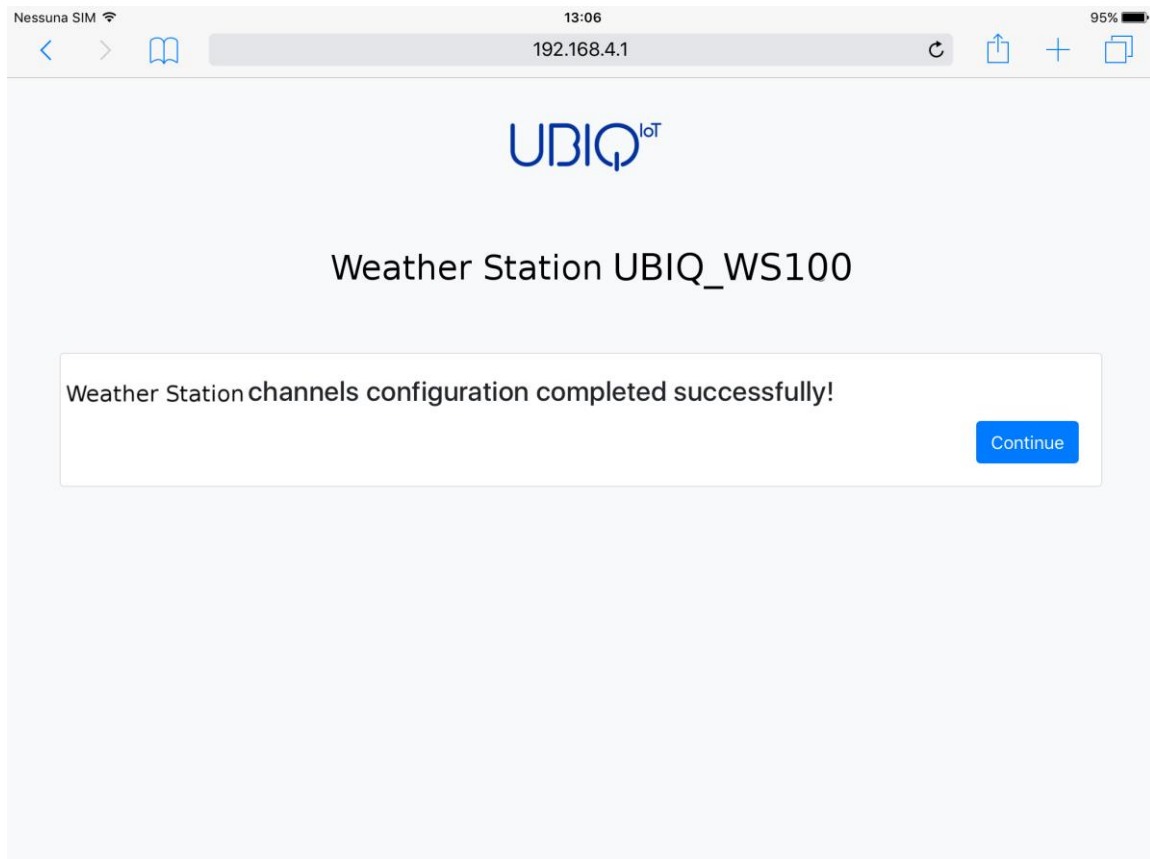 Nessuna SIM 13:06 95%
192.168.4.1
UBIQ IoT
Weather Station UBIQ_WS100
Weather Station channels configuration completed successfully!
Continue